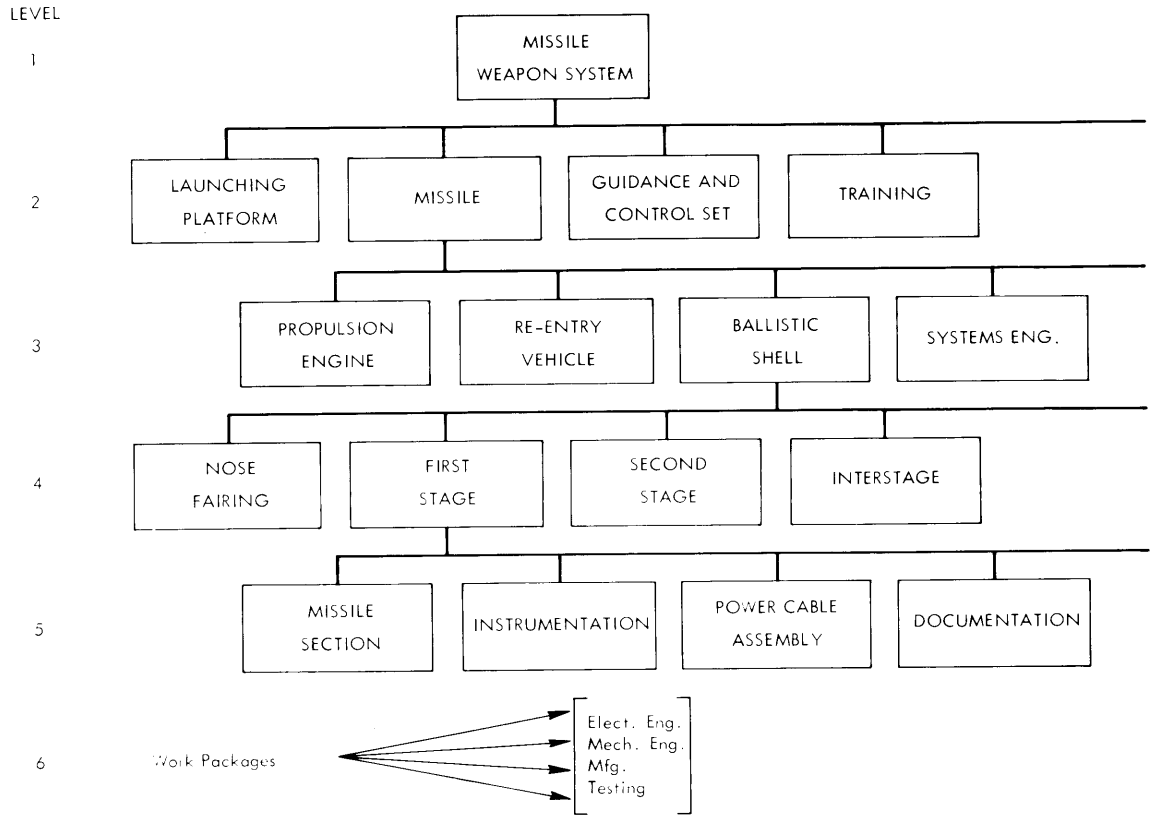 LEVEL
1
MISSILE
WEAPON SYSTEM
2
LAUNCHING
PLATFORM
MISSILE
GUIDANCE AND
CONTROL SET
TRAINING
3
PROPULSION
ENGINE
RE-ENTRY
VEHICLE
BALLISTIC
SHELL
SYSTEMS ENG.
4
NOSE
FAIRING
FIRST
STAGE
SECOND
STAGE
INTERSTAGE
5
MISSILE
SECTION
INSTRUMENTATION
POWER CABLE
ASSEMBLY
DOCUMENTATION
6
Work Packages
Elect. Eng.
Mech. Eng.
Mfg.
Testing